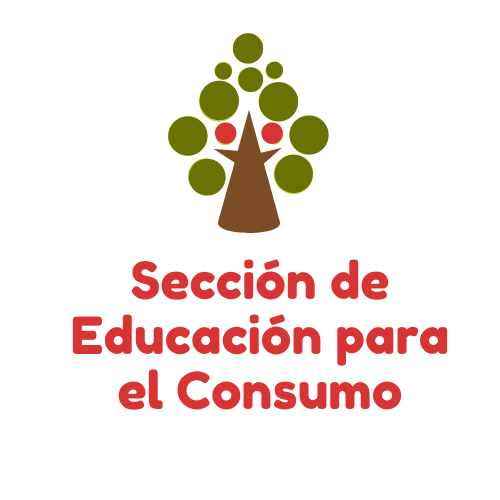 Sección de
Educación para
el Consumo